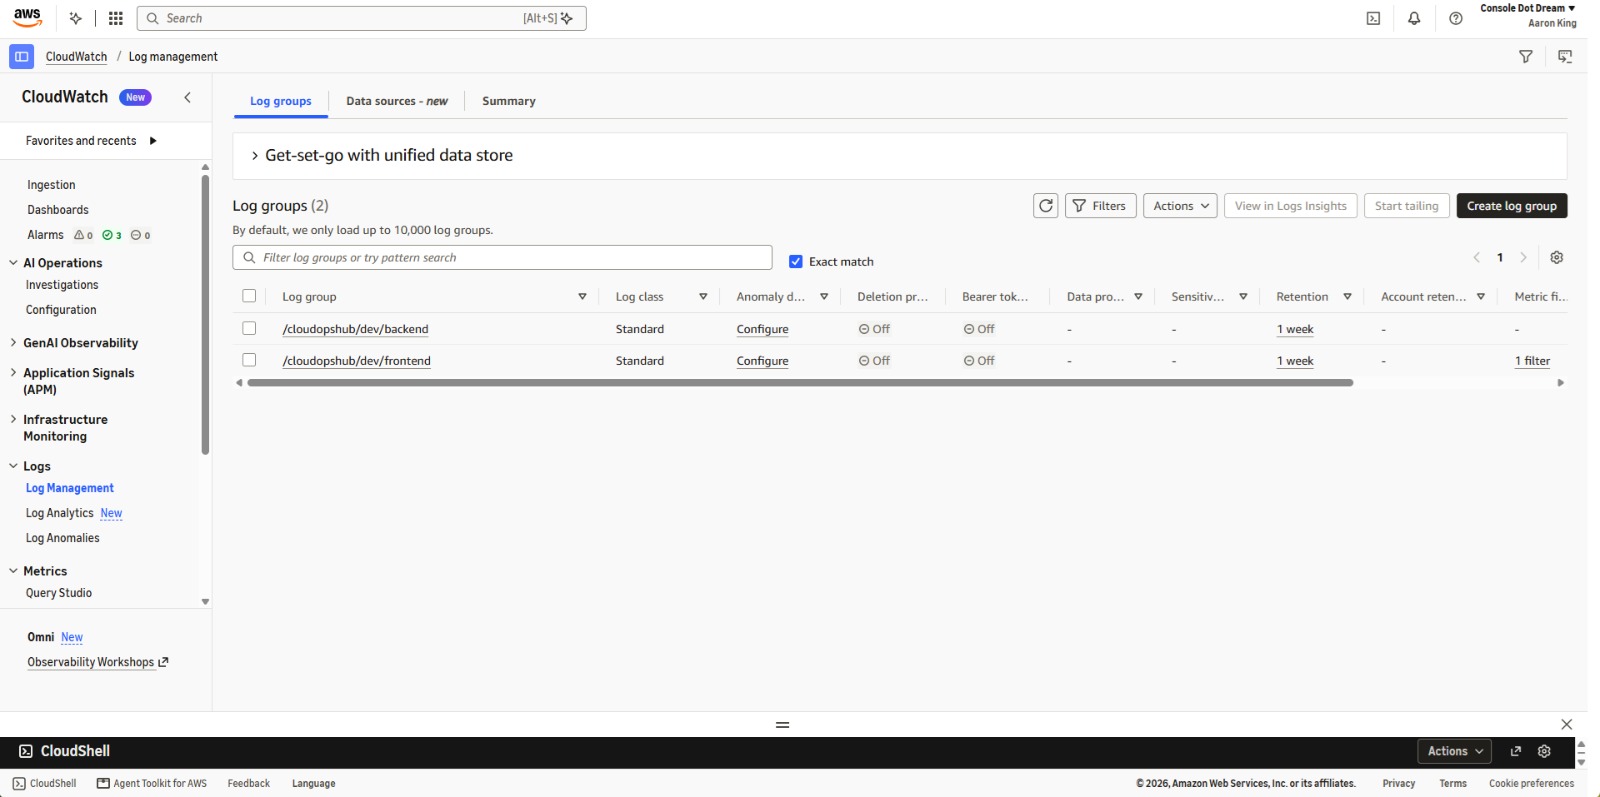 aws
Search [Alt+S]
Console Dot Dream
Aaron King
CloudWatch / Log management
CloudWatch New
Favorites and recents
Ingestion
Dashboards
Alarms 0 3 0
AI Operations
Investigations
Configuration
GenAI Observability
Application Signals
(APM)
Infrastructure
Monitoring
Logs
Log Management
Log Analytics New
Log Anomalies
Metrics
Query Studio
Omni New
Observability Workshops
Log groups Data sources - new Summary
Get-set-go with unified data store
Log groups (2)
Filters Actions View in Logs Insights Start tailing Create log group
By default, we only load up to 10,000 log groups.
Filter log groups or try pattern search
Exact match
1
Log group Log class Anomaly d... Deletion pr... Bearer tok... Data pro... Sensitiv... Retention Account reten... Metric fi...
/cloudopshub/dev/backend Standard Configure Off Off - - 1 week - -
/cloudopshub/dev/frontend Standard Configure Off Off - - 1 week - 1 filter
CloudShell
Actions
CloudShell Agent Toolkit for AWS Feedback Language
© 2026, Amazon Web Services, Inc. or its affiliates. Privacy Terms Cookie preferences